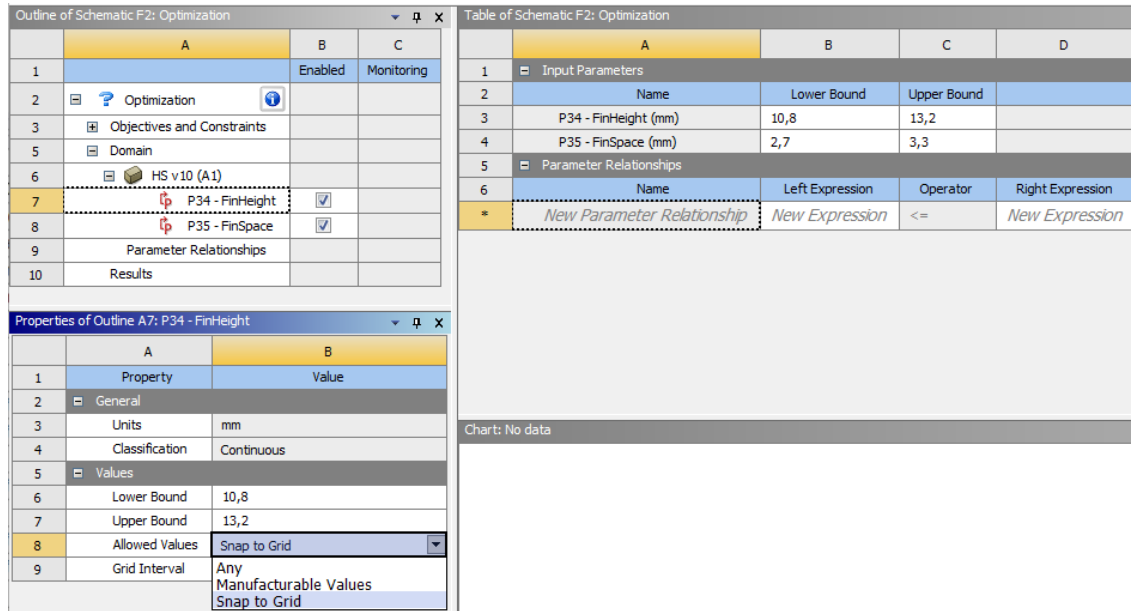 Outline of Schematic F2: Optimization
A B C
1 Enabled Monitoring
2 Optimization
3 Objectives and Constraints
5 Domain
6 HS v10 (A1)
7 P34 - FinHeight
8 P35 - FinSpace
9 Parameter Relationships
10 Results
Properties of Outline A7: P34 - FinHeight
A B
1 Property Value
2 General
3 Units mm
4 Classification Continuous
5 Values
6 Lower Bound 10,8
7 Upper Bound 13,2
8 Allowed Values Snap to Grid
9 Grid Interval Any
Manufacturable Values
Snap to Grid
Table of Schematic F2: Optimization
A B C D
1 Input Parameters
2 Name Lower Bound Upper Bound
3 P34 - FinHeight (mm) 10,8 13,2
4 P35 - FinSpace (mm) 2,7 3,3
5 Parameter Relationships
6 Name Left Expression Operator Right Expression
* New Parameter Relationship New Expression <= New Expression
Chart: No data